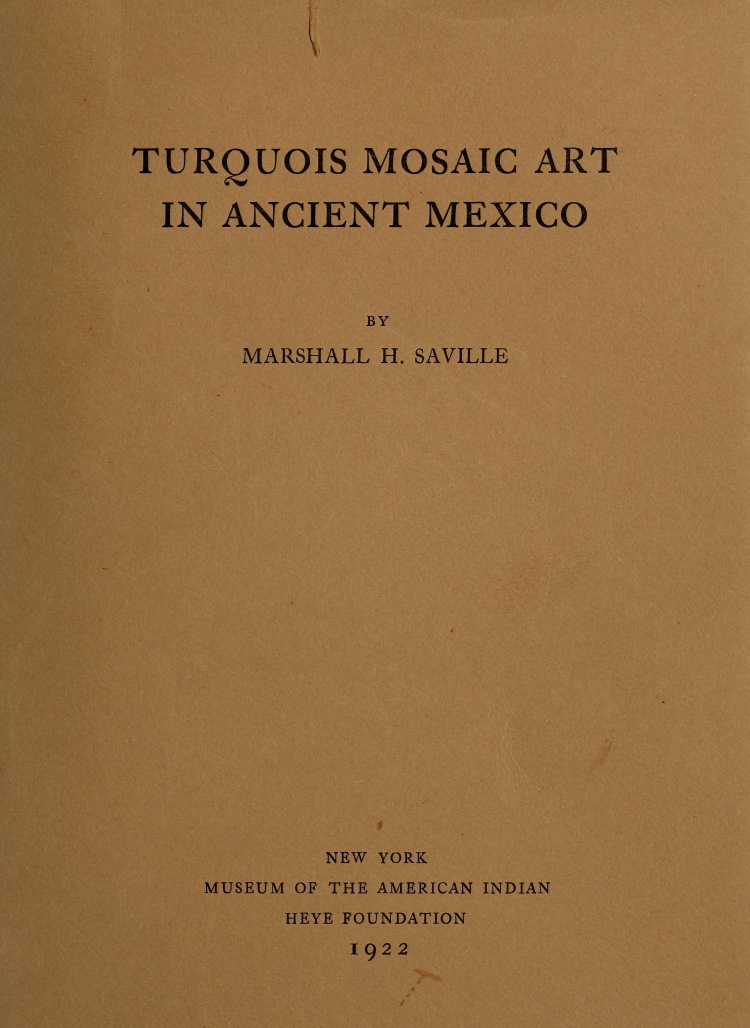 TURQUOIS MOSAIC ART
IN ANCIENT MEXICO
BY
MARSHALL H. SAVILLE
NEW YORK
MUSEUM OF THE AMERICAN INDIAN
HEYE FOUNDATION
1922